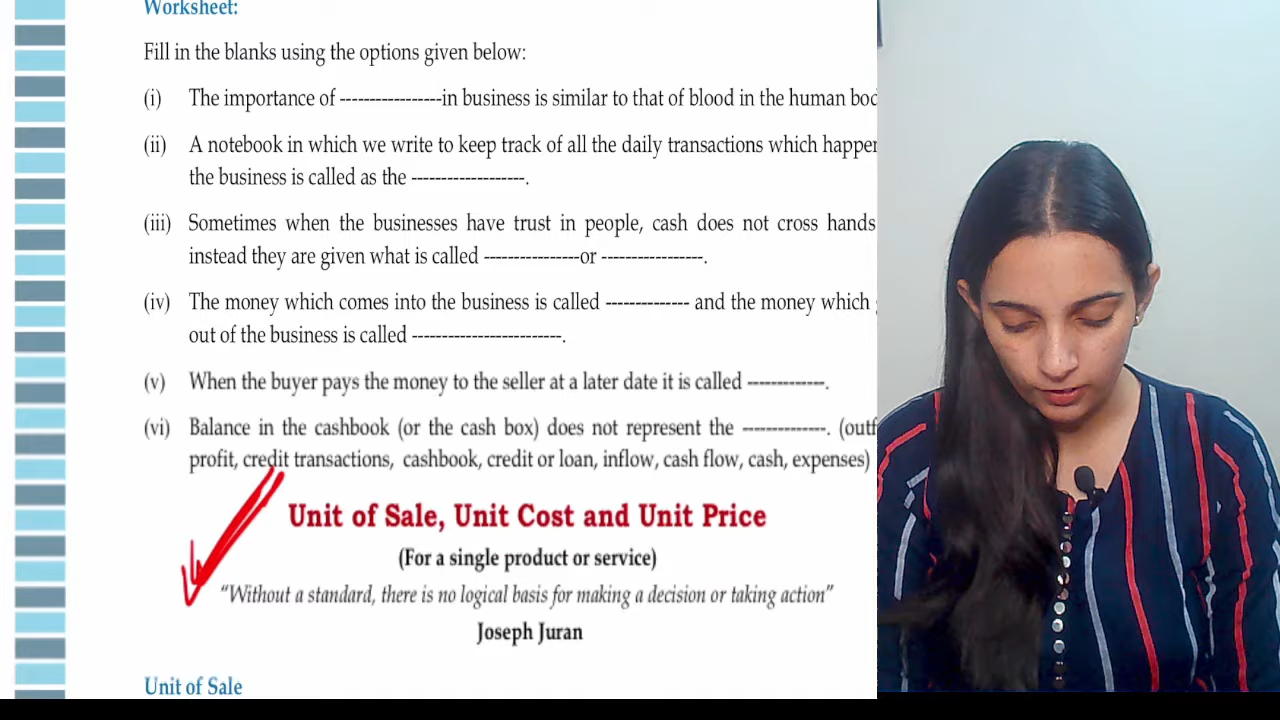 Worksheet:
Fill in the blanks using the options given below:
(i) The importance of -----------------in business is similar to that of blood in the human bod
(ii) A notebook in which we write to keep track of all the daily transactions which happen
the business is called as the -------------------.
(iii) Sometimes when the businesses have trust in people, cash does not cross hands
instead they are given what is called ----------------or -----------------.
(iv) The money which comes into the business is called -------------- and the money which
out of the business is called -------------------------.
(v) When the buyer pays the money to the seller at a later date it is called -------------.
(vi) Balance in the cashbook (or the cash box) does not represent the --------------. (outf
profit, credit transactions, cashbook, credit or loan, inflow, cash flow, cash, expenses)
Unit of Sale, Unit Cost and Unit Price
(For a single product or service)
“Without a standard, there is no logical basis for making a decision or taking action”
Joseph Juran
Unit of Sale